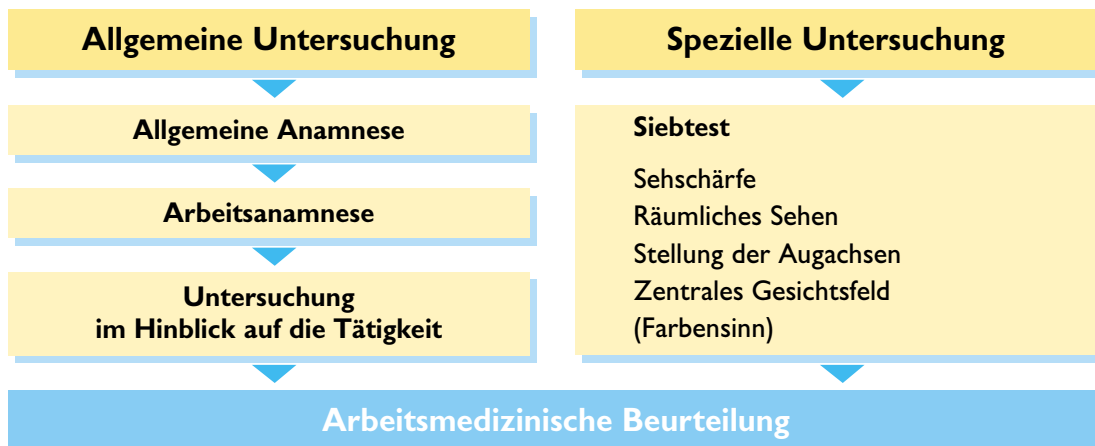 Allgemeine Untersuchung
Allgemeine Anamnese
Arbeitsanamnese
Untersuchung
im Hinblick auf die Tätigkeit
Spezielle Untersuchung
Siebtest
Sehschärfe
Räumliches Sehen
Stellung der Augachsen
Zentrales Gesichtsfeld
(Farbensinn)
Arbeitsmedizinische Beurteilung